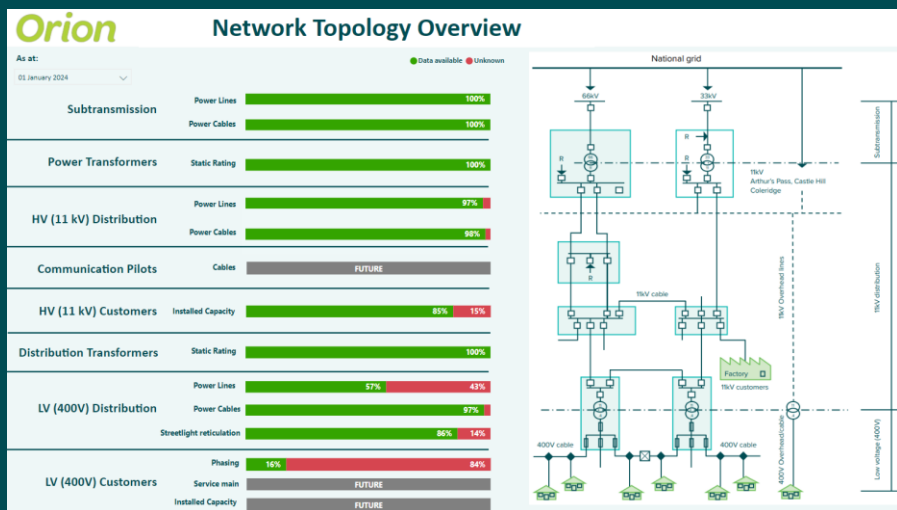 Orion
Network Topology Overview
As at:
01 January 2024
Data available
Unknown
Subtransmission
Power Lines
100%
Power Cables
100%
Power Transformers
Static Rating
100%
HV (11 kV) Distribution
Power Lines
97%
Power Cables
98%
Communication Pilots
Cables
FUTURE
HV (11 kV) Customers
Installed Capacity
85%
15%
Distribution Transformers
Static Rating
100%
LV (400V) Distribution
Power Lines
57%
43%
Power Cables
97%
Streetlight reticulation
86%
14%
LV (400V) Customers
Phasing
16%
84%
Service main
FUTURE
Installed Capacity
FUTURE
National grid
66kV
33kV
R
R
R
11kV
Arthur's Pass, Castle Hill
Coleridge
11kV cable
11kV Overhead lines
Factory
11kV customers
400V cable
400V cable
400V Overhead/cable
Subtransmission
11kV distribution
Low voltage (400V)